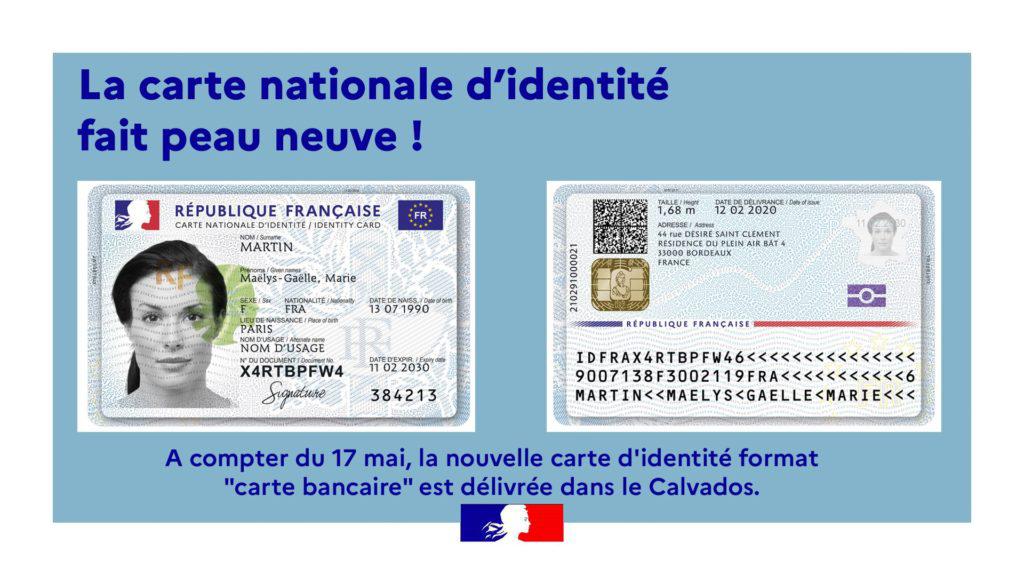 La carte nationale d’identité
fait peau neuve !
RÉPUBLIQUE FRANÇAISE
CARTE NATIONALE D'IDENTITÉ / IDENTITY CARD
FR
NOM / Surname
MARTIN
Prénoms / Given names
Maëlys-Gaëlle, Marie
SEXE / Sex NATIONALITÉ / Nationality DATE DE NAISS. / Date of birth
F FRA 13 07 1990
LIEU DE NAISSANCE / Place of birth
PARIS
NOM D'USAGE / Alternate name
NOM D'USAGE
N° DU DOCUMENT / Document No. DATE D'EXPIR. / Expiry date
X4RTBPFW4 11 02 2030
Signature 384213
RF
TAILLE / Height DATE DE DÉLIVRANCE / Date of issue
1,68 m 12 02 2020
ADRESSE / Address
44 rue DÉSIRÉ SAINT CLÉMENT
RÉSIDENCE DU PLEIN AIR BÂT 4
33000 BORDEAUX
FRANCE
210291000021
RÉPUBLIQUE FRANÇAISE
IDFRAX4RTBPFW46<<<<<<<<<<<<<<<
9007138F3002119FRA<<<<<<<<<<<6
MARTIN<<MAELYS<GAELLE<MARIE<<<
A compter du 17 mai, la nouvelle carte d'identité format
"carte bancaire" est délivrée dans le Calvados.